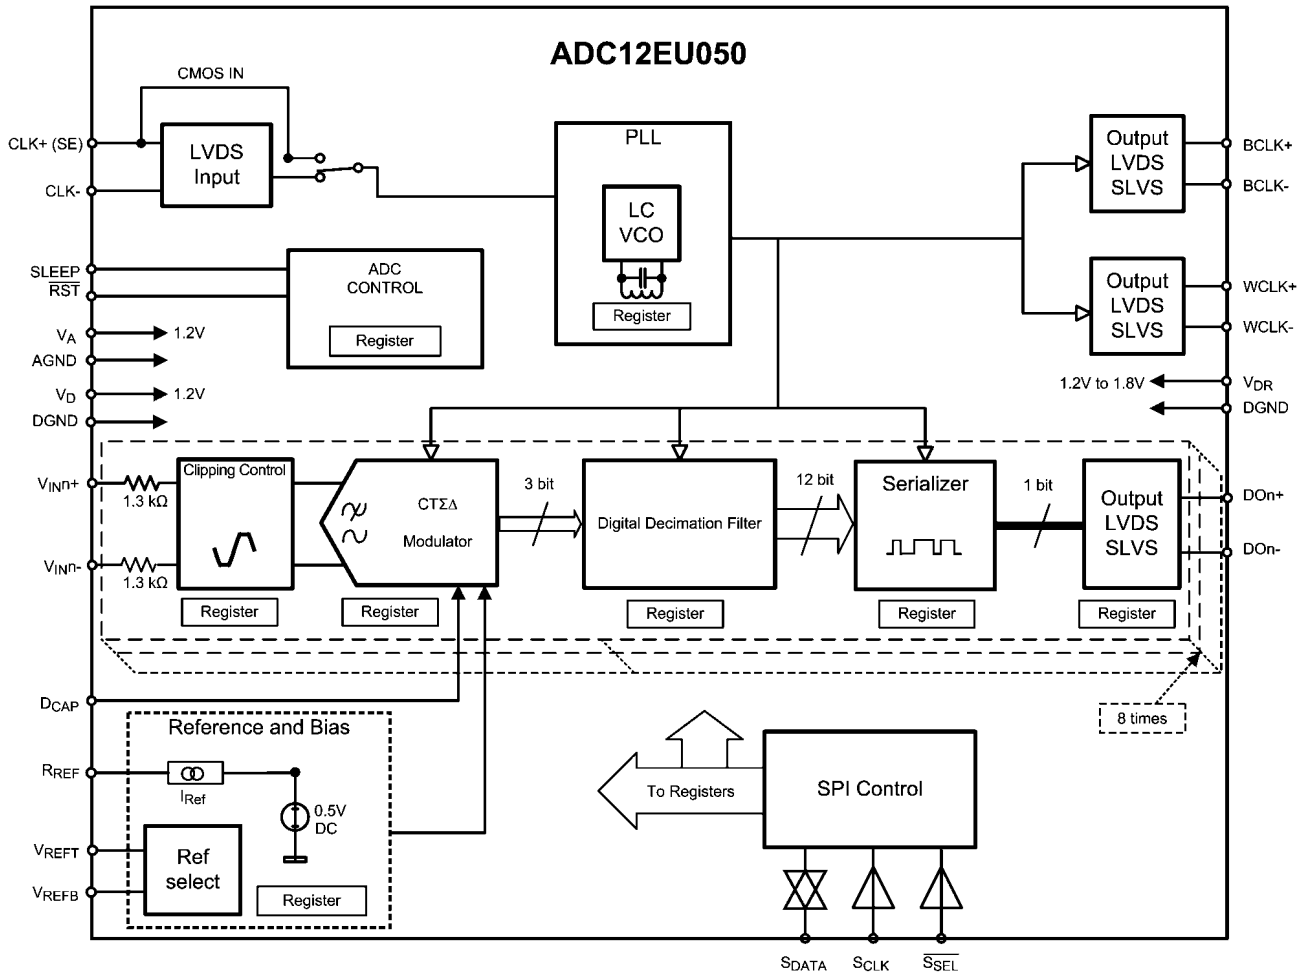 ADC12EU050
CMOS IN
CLK+ (SE)
LVDS
Input
CLK-
PLL
LC
VCO
Register
Output
LVDS
SLVS
BCLK+
BCLK-
SLEEP
RST
ADC
CONTROL
Register
Output
LVDS
SLVS
WCLK+
WCLK-
VA
1.2V
AGND
VD
1.2V
DGND
1.2V to 1.8V
VDR
DGND
VINn+
1.3 kΩ
VINn-
1.3 kΩ
Clipping Control
Register
CTΣΔ
Modulator
Register
3 bit
Digital Decimation Filter
Register
12 bit
Serializer
Register
1 bit
Output
LVDS
SLVS
Register
DOn+
DOn-
8 times
DCAP
Reference and Bias
RREF
IRef
0.5V
DC
VREFT
VREFB
Ref
select
Register
To Registers
SPI Control
SDATA
SCLK
SSEL